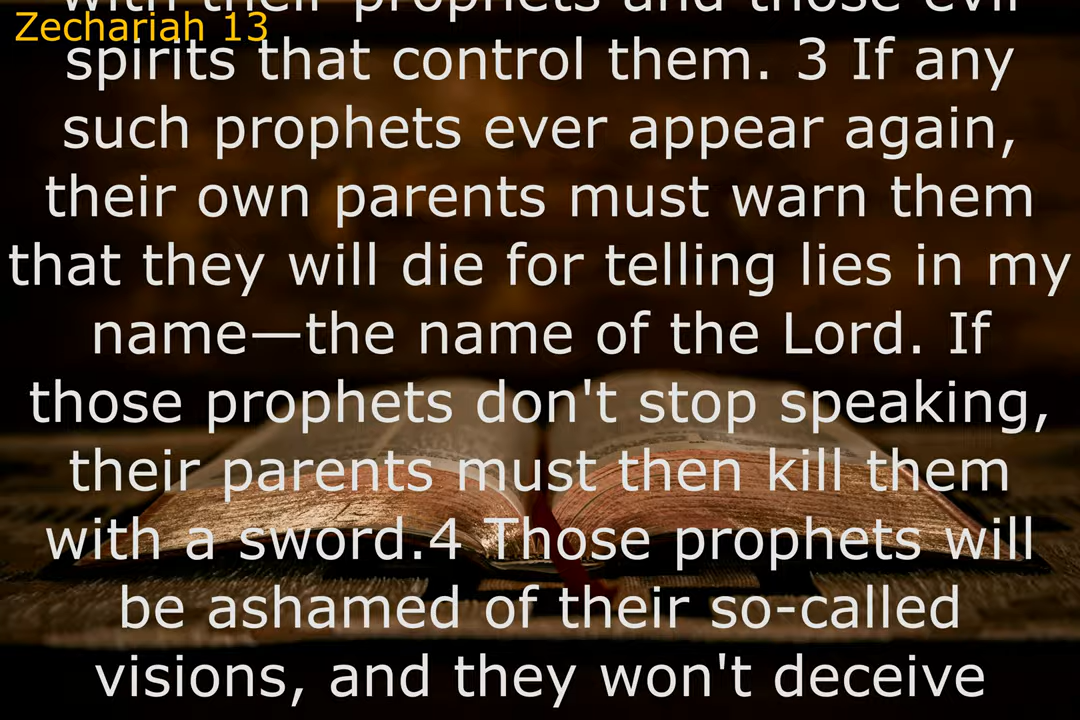 with their prophets and those evil
Zechariah 13
spirits that control them. 3 If any
such prophets ever appear again,
their own parents must warn them
that they will die for telling lies in my
name—the name of the Lord. If
those prophets don't stop speaking,
their parents must then kill them
with a sword.4 Those prophets will
be ashamed of their so-called
visions, and they won't deceive